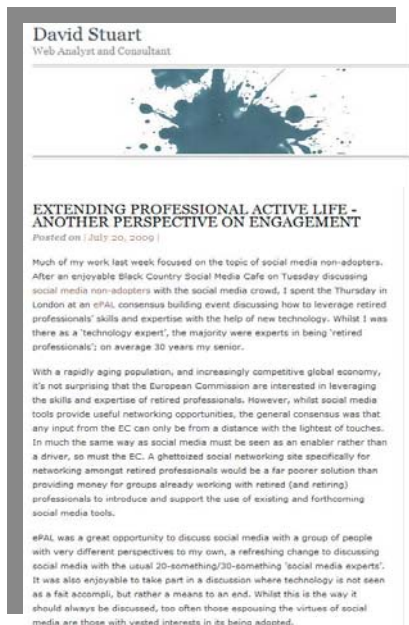 David Stuart
Web Analyst and Consultant
EXTENDING PROFESSIONAL ACTIVE LIFE -
ANOTHER PERSPECTIVE ON ENGAGEMENT
Posted on | July 20, 2009 |
Much of my work last week focused on the topic of social media non-adopters.
After an enjoyable Black Country Social Media Cafe on Tuesday discussing
social media non-adopters with the social media crowd, I spent the Thursday in
London at an ePAL consensus building event discussing how to leverage retired
professionals' skills and expertise with the help of new technology. Whilst I was
there as a 'technology expert', the majority were experts in being 'retired
professionals'; on average 30 years my senior.
With a rapidly aging population, and increasingly competitive global economy,
it's not surprising that the European Commission are interested in leveraging
the skills and expertise of retired professionals. However, whilst social media
tools provide useful networking opportunities, the general consensus was that
any input from the EC can only be from a distance with the lightest of touches.
In much the same way as social media must be seen as an enabler rather than
a driver, so must the EC. A ghettoized social networking site specifically for
networking amongst retired professionals would be a far poorer solution than
providing money for groups already working with retired (and retiring)
professionals to introduce and support the use of existing and forthcoming
social media tools.
ePAL was a great opportunity to discuss social media with a group of people
with very different perspectives to my own, a refreshing change to discussing
social media with the usual 20-something/30-something 'social media experts'.
It was also enjoyable to take part in a discussion where technology is not seen
as a fait accompli, but rather a means to an end. Whilst this is the way it
should always be discussed, too often those espousing the virtues of social
media are those with vested interests in its being adopted.